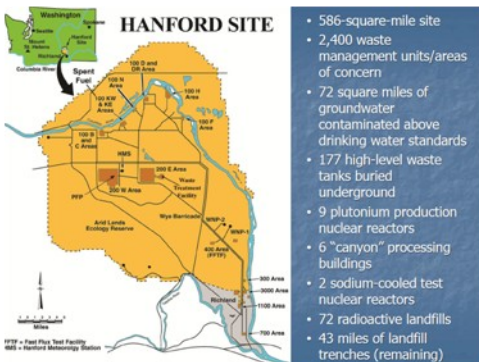 HANFORD SITE
Washington
Seattle
Spokane
Hanford
Site
Mount
St. Helens
Richland
Columbia River
Spent
Fuel
100 D and
DR Area
100 N
Area
100 KW
& KE
Areas
100 H
Area
100 F
Area
100 B
and
C Areas
HMS
200 E Area
Waste
Treatment
Facility
PFP
200 W Area
WNP-2
Wye Barricade
WNP-1
Arid Lands
Ecology Reserve
400 Area
(FFTF)
300 Area
3000 Area
Richland
1100 Area
700 Area
Miles
FFTF = Fast Flux Test Facility
HMS = Hanford Meteorology Station
• 586-square-mile site
• 2,400 waste
management units/areas
of concern
• 72 square miles of
groundwater
contaminated above
drinking water standards
• 177 high-level waste
tanks buried
underground
• 9 plutonium production
nuclear reactors
• 6 “canyon” processing
buildings
• 2 sodium-cooled test
nuclear reactors
• 72 radioactive landfills
• 43 miles of landfill
trenches (remaining)